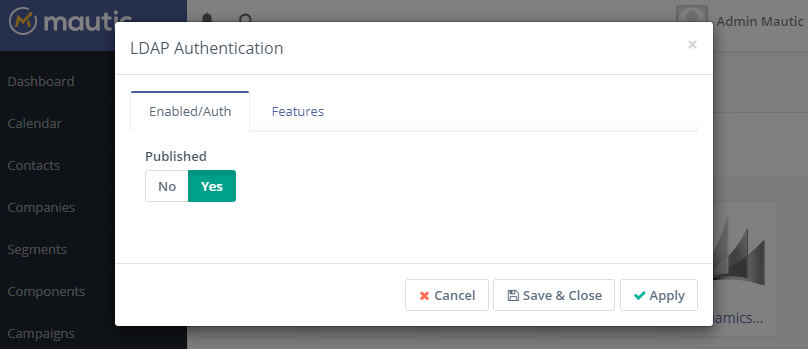 mautic
Admin Mautic
LDAP Authentication
×
Dashboard
Enabled/Auth
Features
Calendar
Published
Contacts
No
Yes
Companies
Segments
Components
Cancel
Save & Close
Apply
Campaigns
amics...